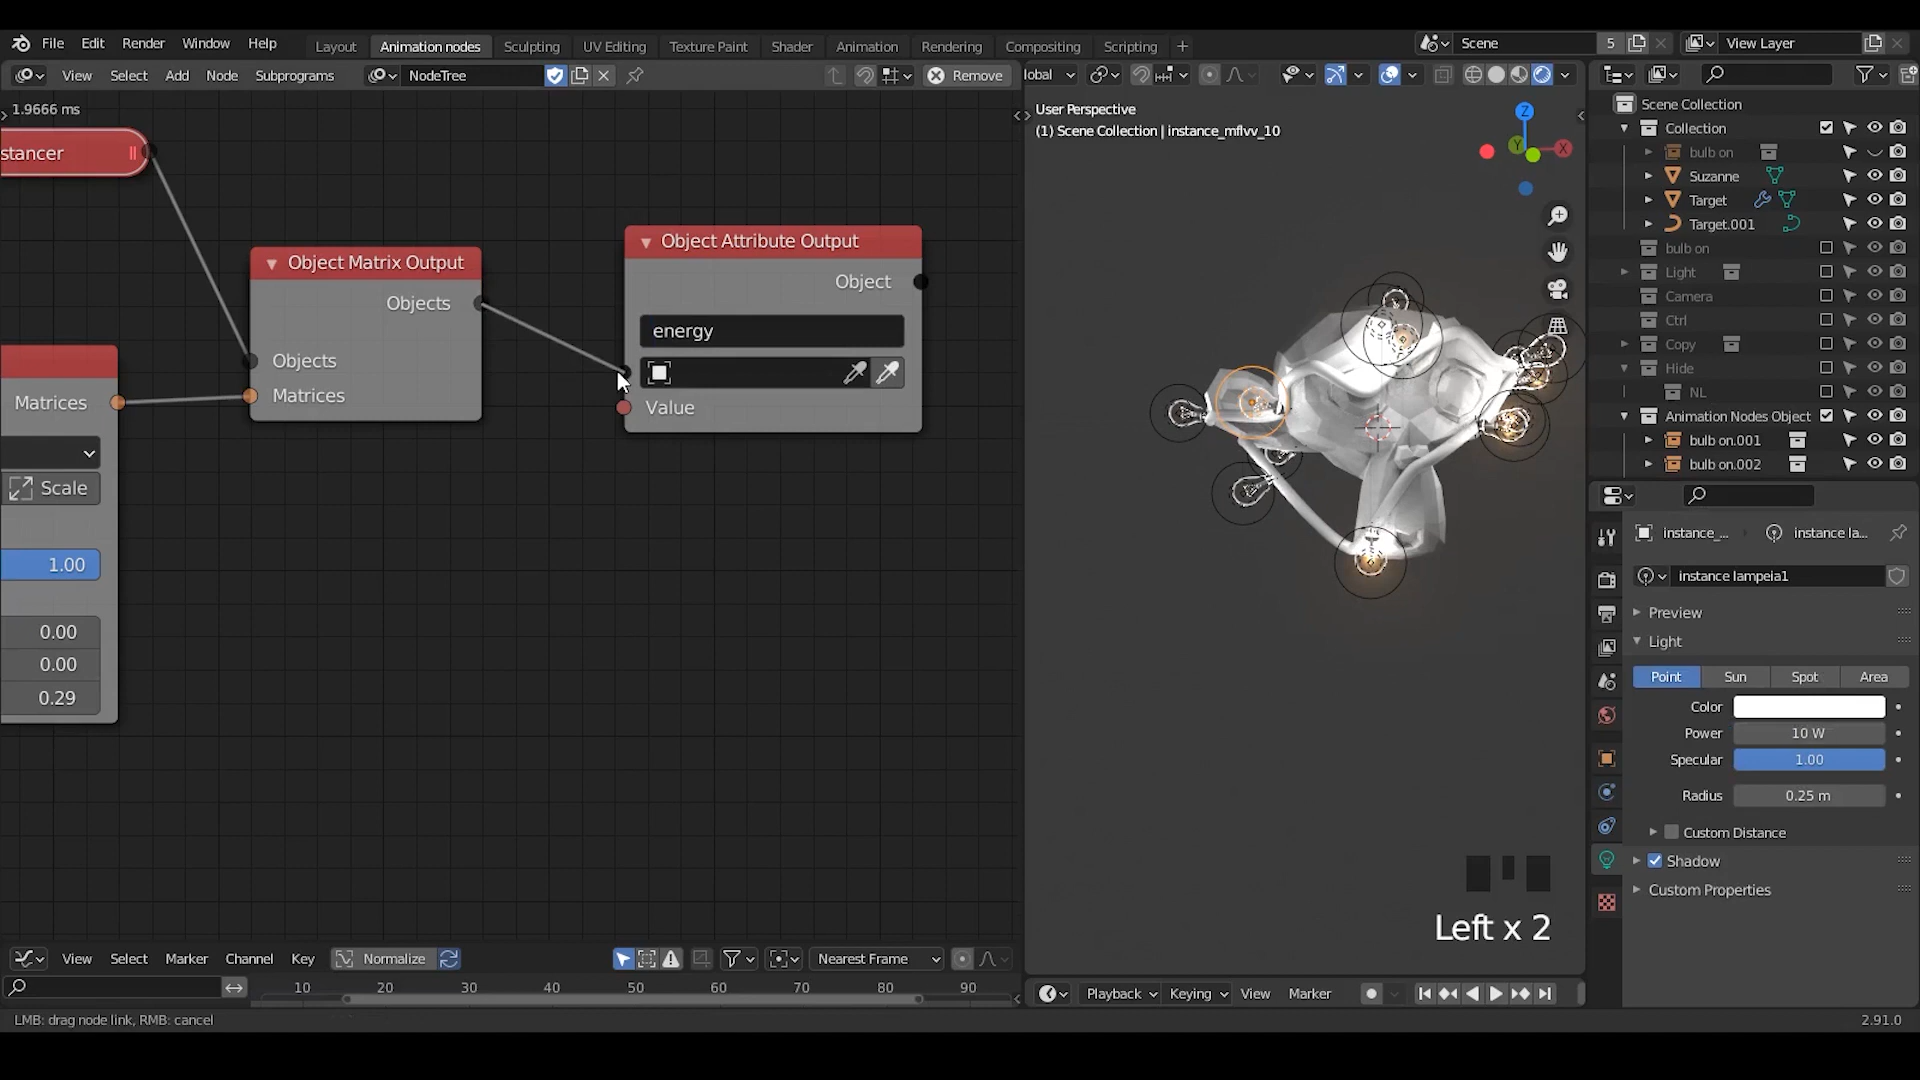 File Edit Render Window Help Layout Animation nodes Sculpting UV Editing Texture Paint Shader Animation Rendering Compositing Scripting + Scene 5 View Layer
View Select Add Node Subprograms NodeTree Remove lobal
1.9666 ms
stancer
Object Matrix Output
Objects
Objects
Matrices
Matrices
Scale
1.00
0.00
0.00
0.29
Object Attribute Output
Object
energy
Value
User Perspective
(1) Scene Collection | instance_mflvv_10
Z
Y
X
Left x 2
Scene Collection
Collection
bulb on
Suzanne
Target
Target.001
bulb on
Light
Camera
Ctrl
Copy
Hide
NL
Animation Nodes Object
bulb on.001
bulb on.002
instance_... instance la...
instance lampeia1
Preview
Light
Point Sun Spot Area
Color
Power 10 W
Specular 1.00
Radius 0.25 m
Custom Distance
Shadow
Custom Properties
View Select Marker Channel Key Normalize Nearest Frame
10 20 30 40 50 60 70 80 90
Playback Keying View Marker
LMB: drag node link, RMB: cancel
2.91.0